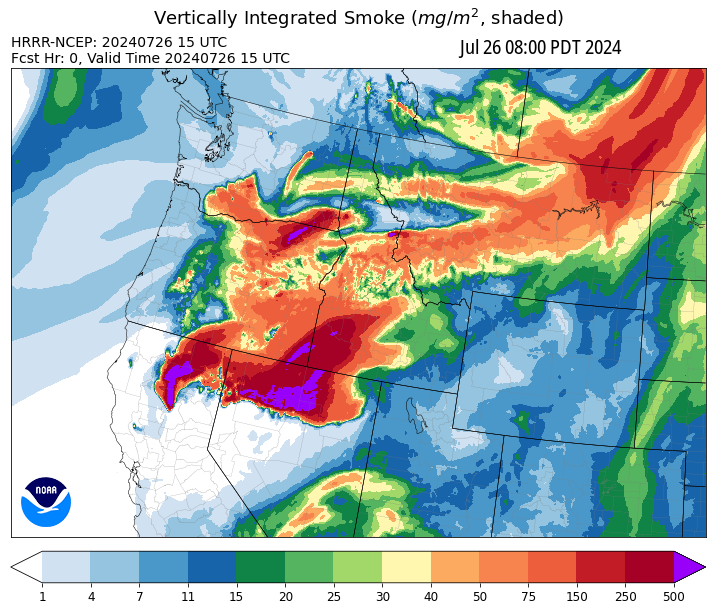 Vertically Integrated Smoke (mg/m², shaded)
HRRR-NCEP: 20240726 15 UTC
Jul 26 08:00 PDT 2024
Fcst Hr: 0, Valid Time 20240726 15 UTC
NOAA
1 4 7 11 15 20 25 30 40 50 75 150 250 500